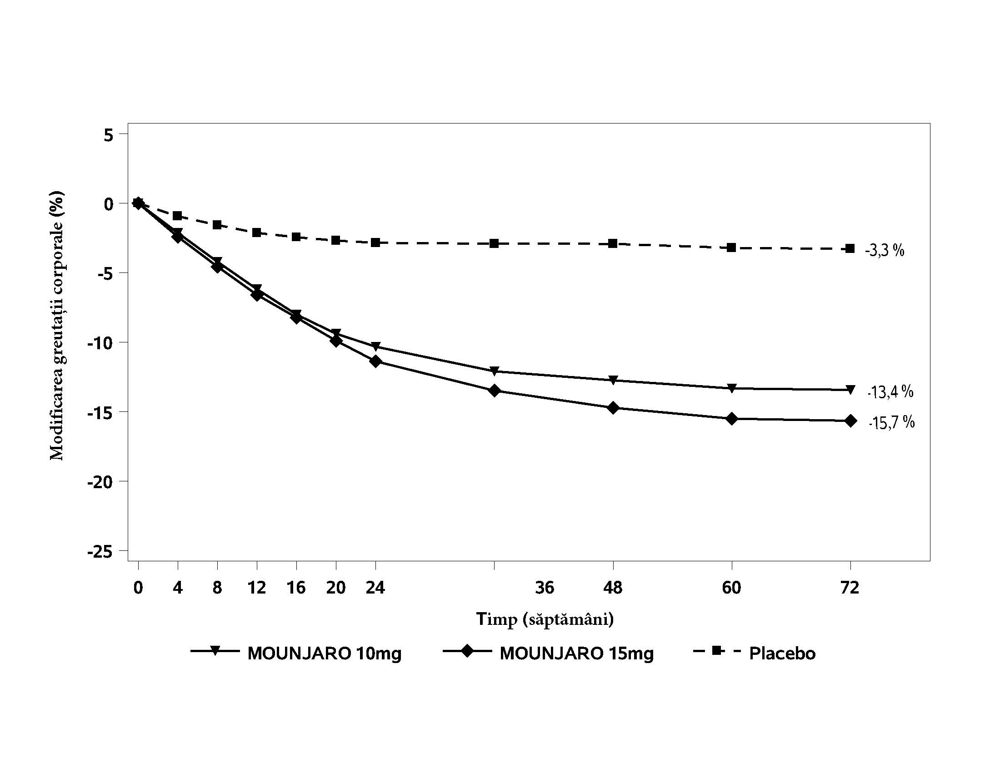 Modificarea greutații corporale (%)
5
0
-5
-10
-15
-20
-25
-3,3 %
-13,4 %
-15,7 %
0 4 8 12 16 20 24 36 48 60 72
Timp (săptămâni)
MOUNJARO 10mg MOUNJARO 15mg Placebo